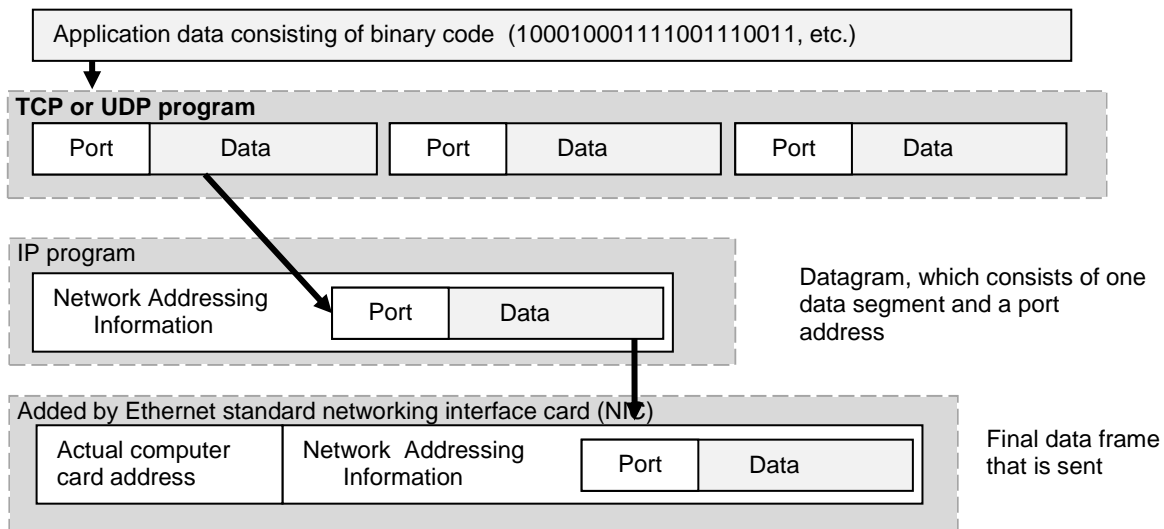 Application data consisting of binary code (100010001111001110011, etc.)
TCP or UDP program
Port Data Port Data Port Data
IP program
Network Addressing
Information
Port Data
Datagram, which consists of one
data segment and a port
address
Added by Ethernet standard networking interface card (NIC)
Actual computer
card address
Network Addressing
Information
Port Data
Final data frame
that is sent